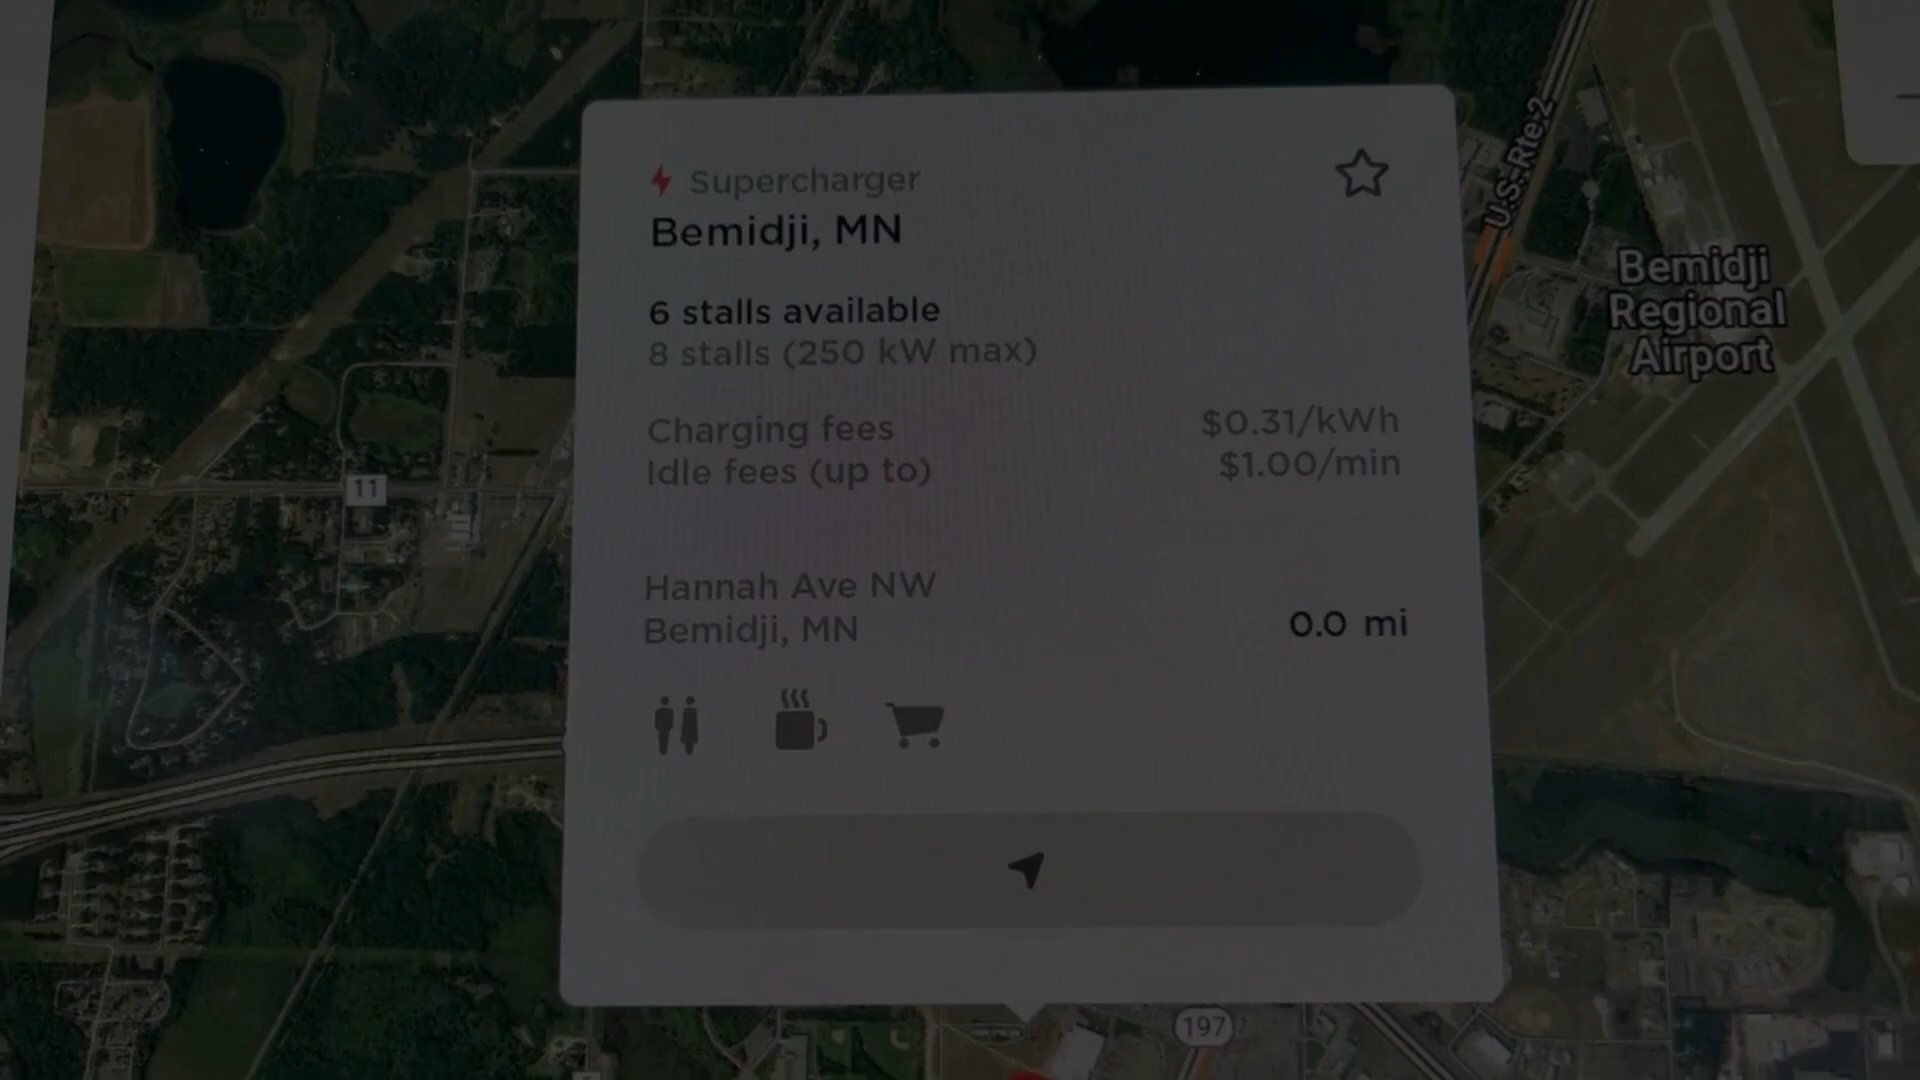 Supercharger
Bemidji, MN
6 stalls available
8 stalls (250 kW max)
Charging fees $0.31/kWh
Idle fees (up to) $1.00/min
Hannah Ave NW
Bemidji, MN
0.0 mi
U.S. Rte 2
Bemidji
Regional
Airport
11
197